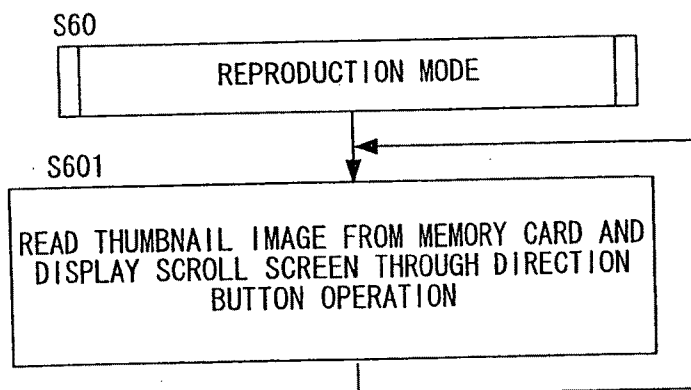 S60
REPRODUCTION MODE
S601
READ THUMBNAIL IMAGE FROM MEMORY CARD AND
DISPLAY SCROLL SCREEN THROUGH DIRECTION
BUTTON OPERATION